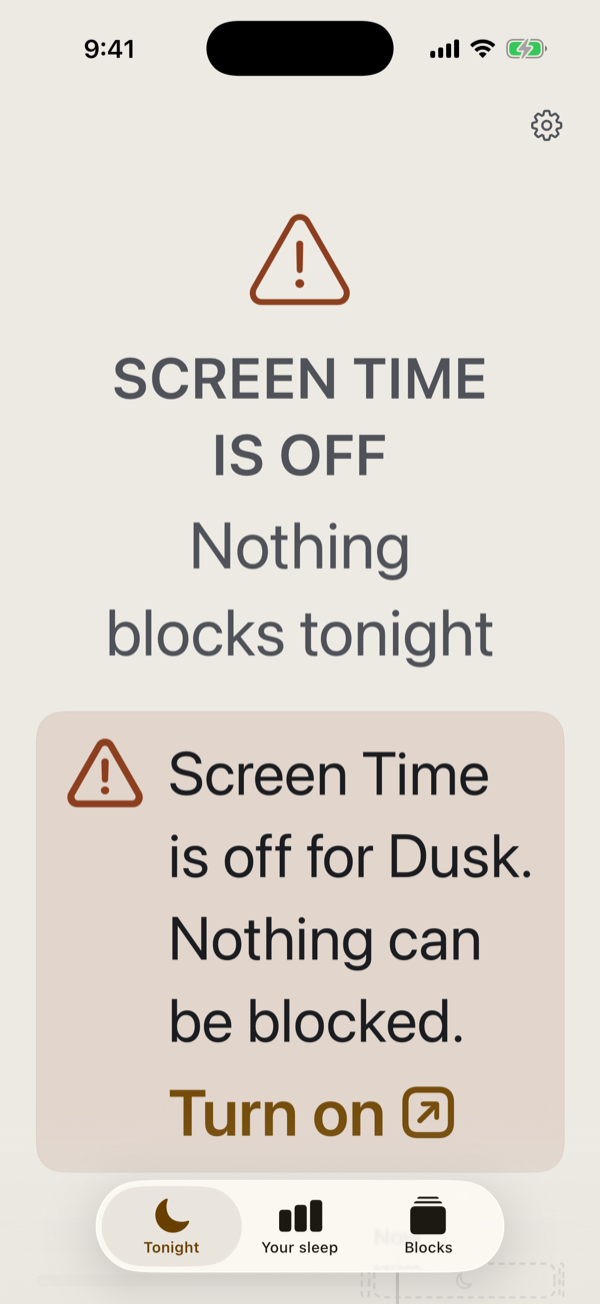 9:41
SCREEN TIME
IS OFF
Nothing
blocks tonight
Screen Time
is off for Dusk.
Nothing can
be blocked.
Turn on
Tonight
Your sleep
Blocks